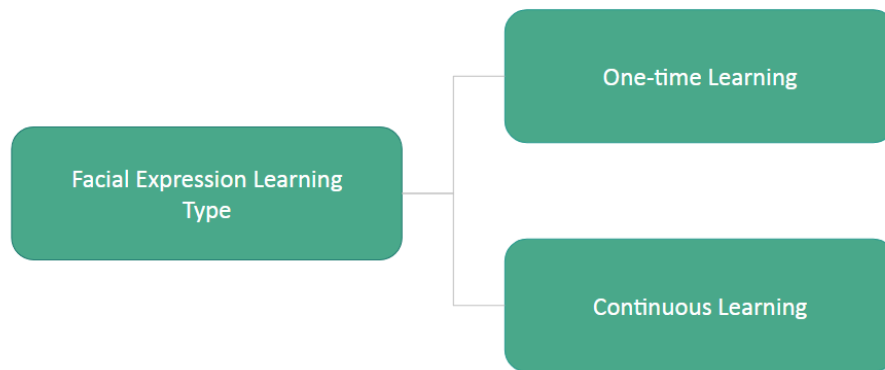 Facial Expression Learning
Type
One-time Learning
Continuous Learning